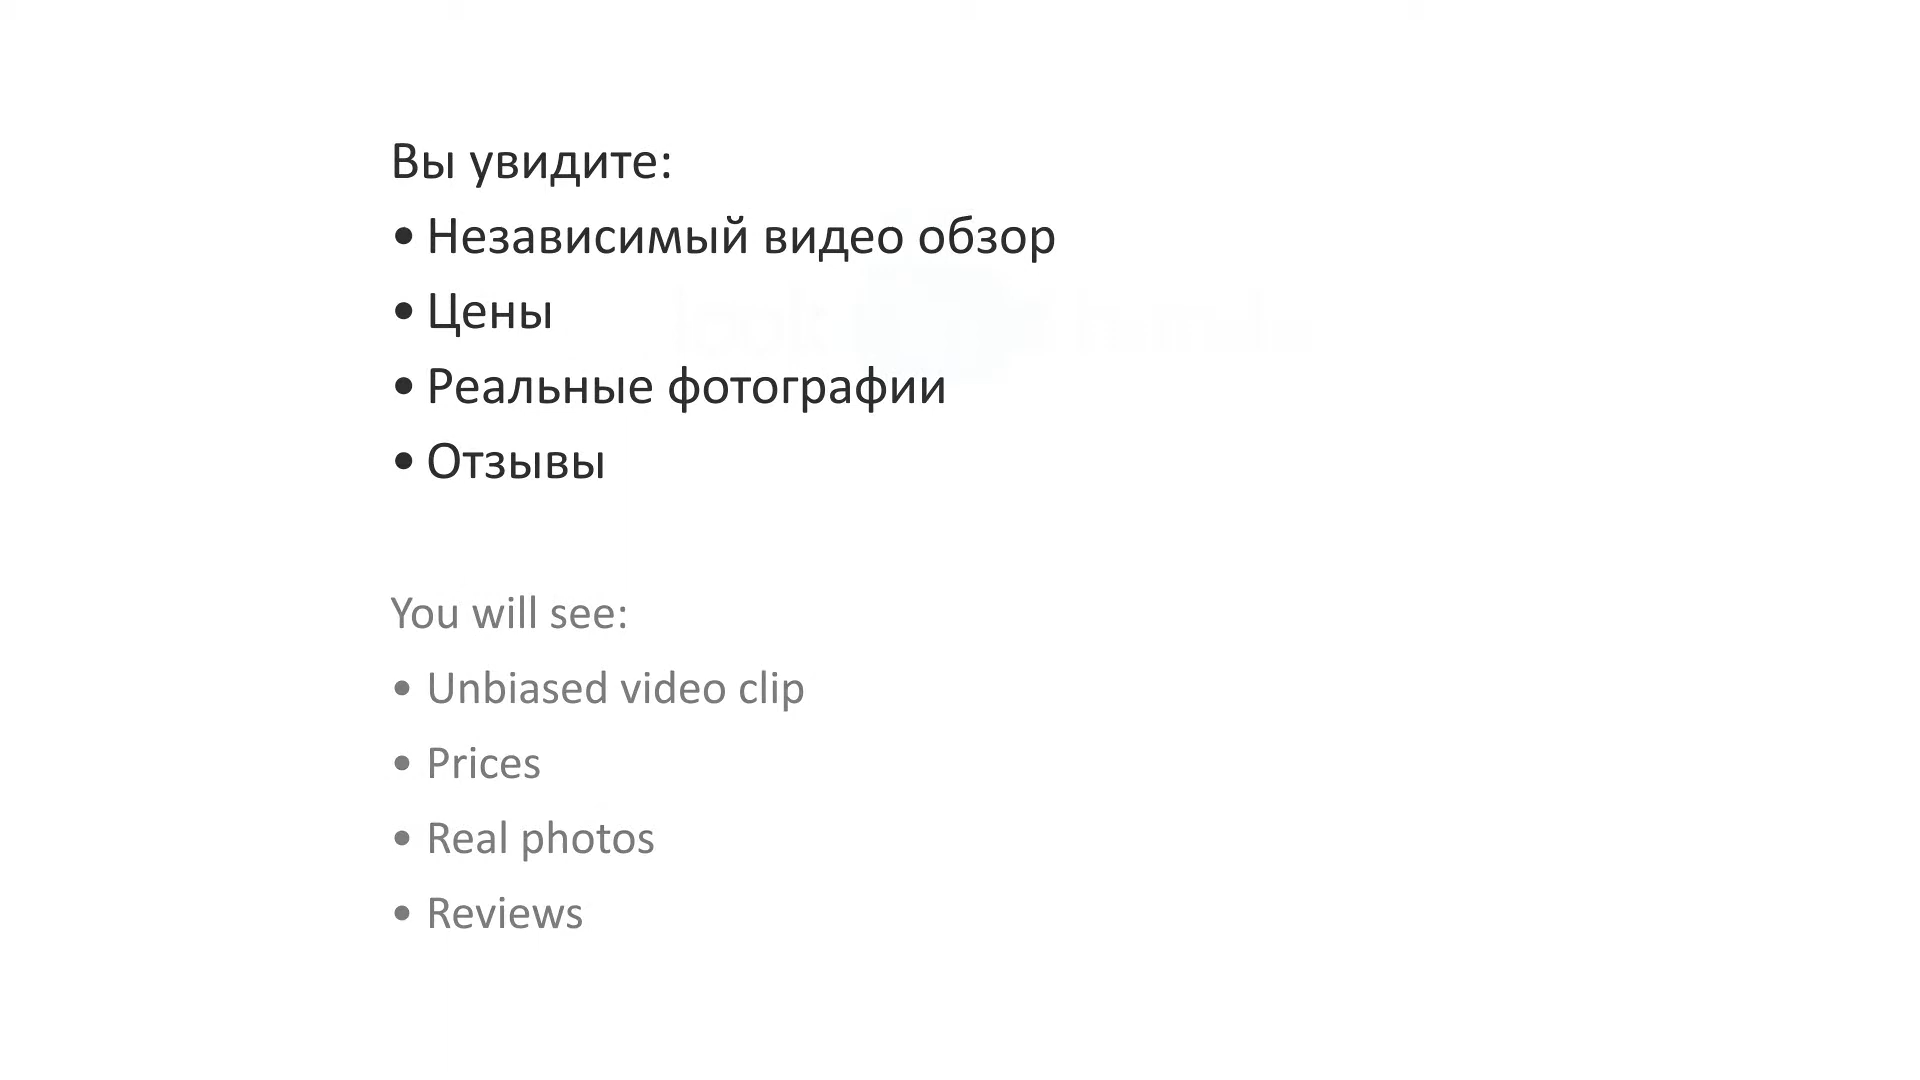 Вы увидите:
• Независимый видео обзор
• Цены
• Реальные фотографии
• Отзывы
You will see:
• Unbiased video clip
• Prices
• Real photos
• Reviews